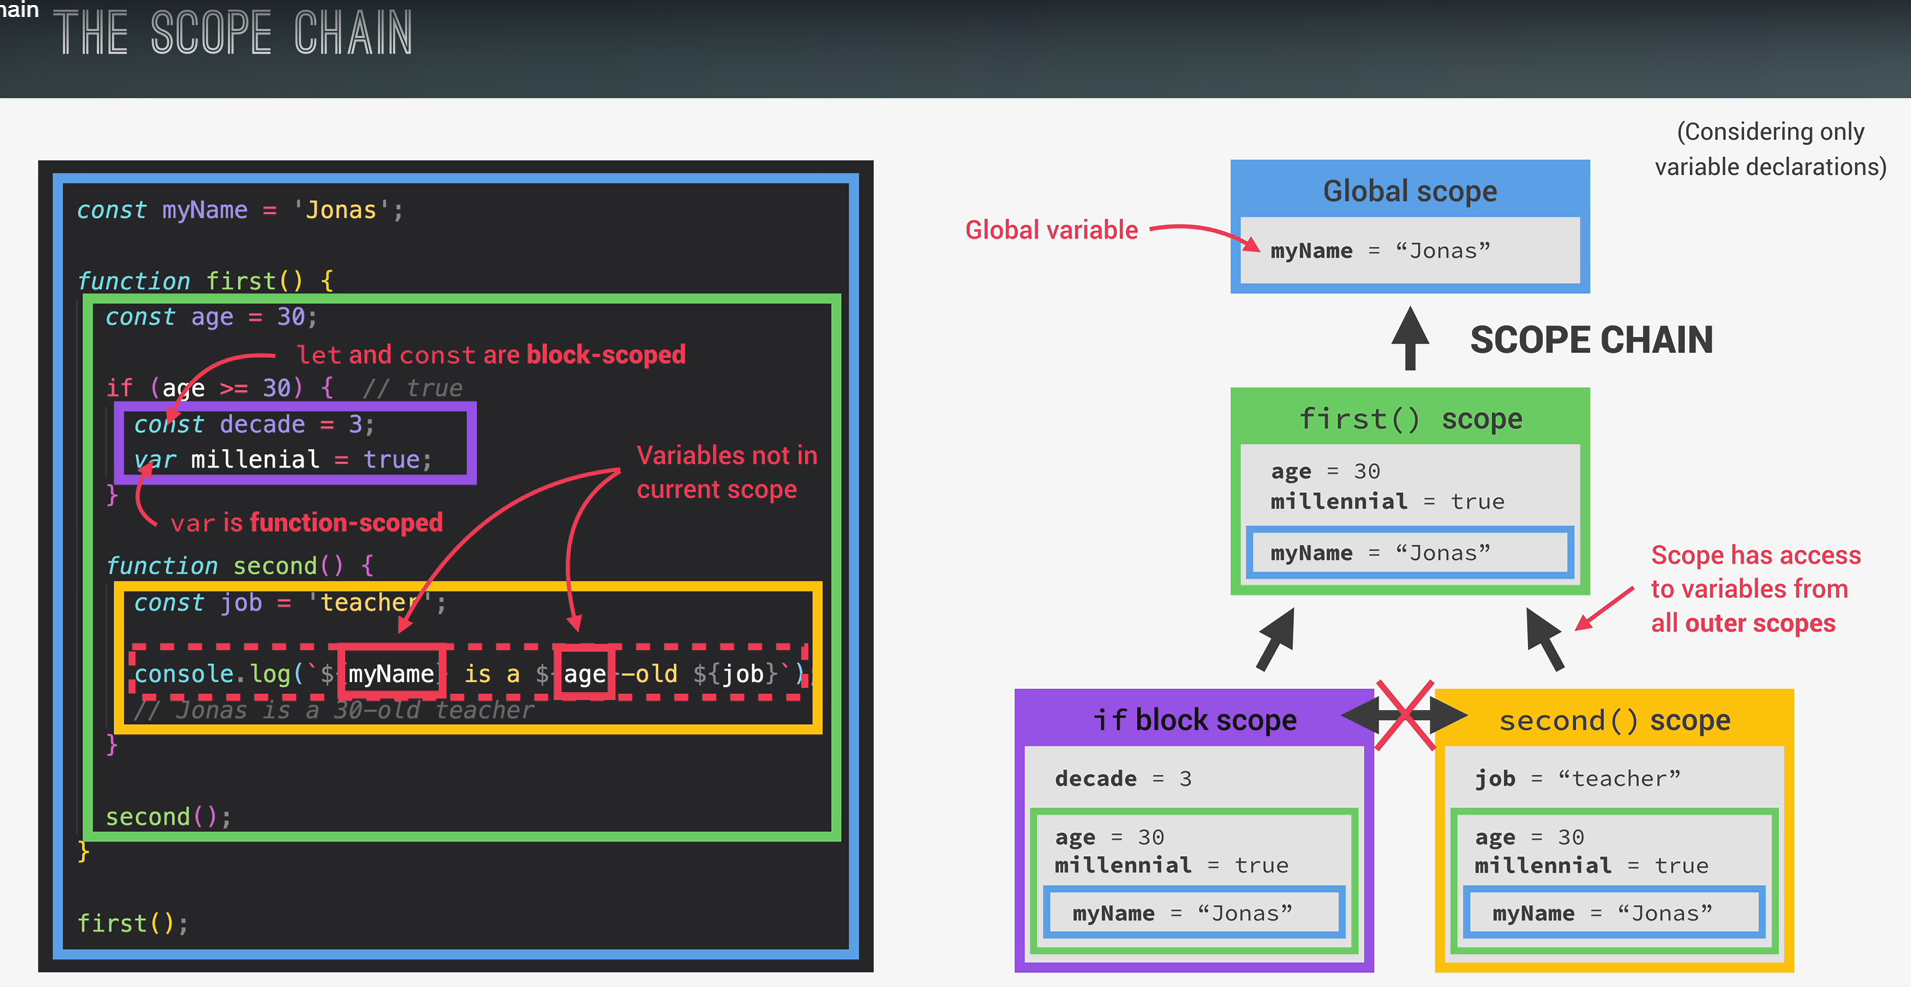 hain
THE SCOPE CHAIN
const myName = 'Jonas';
function first() {
const age = 30;
let and const are block-scoped
if (age >= 30) { // true
const decade = 3;
var millenial = true;
}
var is function-scoped
Variables not in
current scope
function second() {
const job = 'teacher';
console.log(`${myName} is a ${age}-old ${job}`);
// Jonas is a 30-old teacher
}
second();
}
first();
(Considering only
variable declarations)
Global scope
Global variable
myName = “Jonas”
SCOPE CHAIN
first() scope
age = 30
millennial = true
myName = “Jonas”
Scope has access
to variables from
all outer scopes
if block scope
decade = 3
age = 30
millennial = true
myName = “Jonas”
second() scope
job = “teacher”
age = 30
millennial = true
myName = “Jonas”